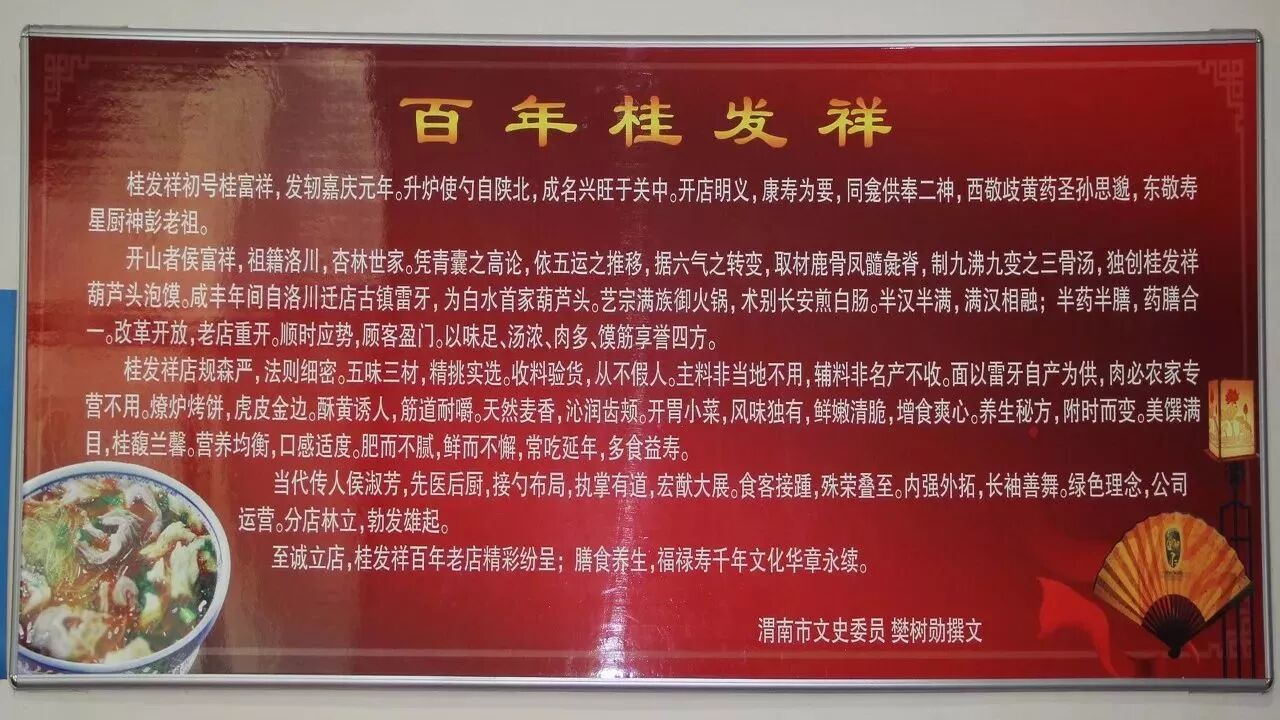 百年桂发祥
桂发祥初号桂富祥，发轫嘉庆元年。升炉使勺自陕北，成名兴旺于关中。开店明义，康寿为要，同龛供奉二神，西敬歧黄药圣孙思邈，东敬寿
星厨神彭老祖。
开山者侯富祥，祖籍洛川，杏林世家。凭青囊之高论，依五运之推移，据六气之转变，取材鹿骨凤髓彘脊，制九沸九变之三骨汤，独创桂发祥
葫芦头泡馍。咸丰年间自洛川迁店古镇雷牙，为白水首家葫芦头。艺宗满族御火锅，术别长安煎白肠。半汉半满，满汉相融；半药半膳，药膳合
一。改革开放，老店重开。顺时应势，顾客盈门。以味足、汤浓、肉多、馍筋享誉四方。
桂发祥店规森严，法则细密。五味三材，精挑实选。收料验货，从不假人。主料非当地不用，辅料非名产不收。面以雷牙自产为供，肉必农家专
营不用。燎炉烤饼，虎皮金边。酥黄诱人，筋道耐嚼。天然麦香，沁润齿颊。开胃小菜，风味独有，鲜嫩清脆，增食爽心。养生秘方，附时而变。美馔满
目，桂馥兰馨。营养均衡，口感适度。肥而不腻，鲜而不懈，常吃延年，多食益寿。
当代传人侯淑芳，先医后厨，接勺布局，执掌有道，宏猷大展。食客接踵，殊荣叠至。内强外拓，长袖善舞。绿色理念，公司
运营。分店林立，勃发雄起。
至诚立店，桂发祥百年老店精彩纷呈；膳食养生，福禄寿千年文化华章永续。
渭南市文史委员 樊树勋撰文